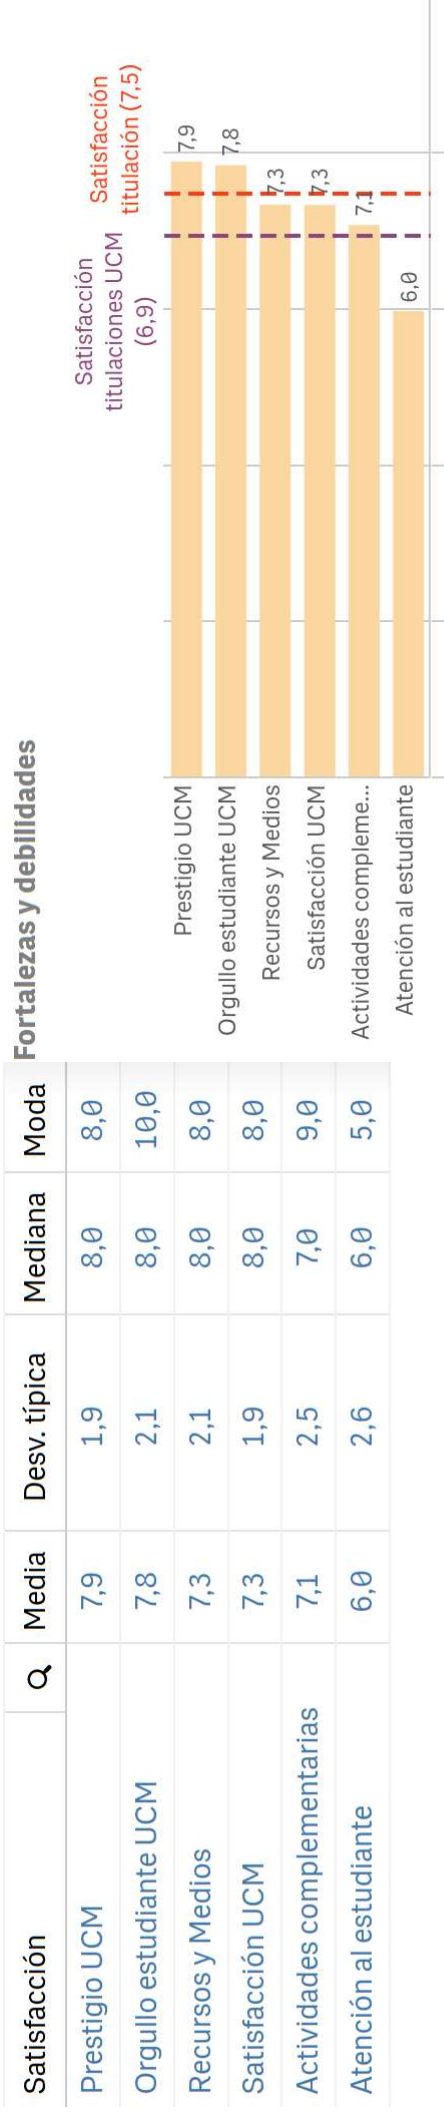 Satisfacción Media Desv. típica Mediana Moda
Prestigio UCM 7,9 1,9 8,0 8,0
Orgullo estudiante UCM 7,8 2,1 8,0 10,0
Recursos y Medios 7,3 2,1 8,0 8,0
Satisfacción UCM 7,3 1,9 8,0 8,0
Actividades complementarias 7,1 2,5 7,0 9,0
Atención al estudiante 6,0 2,6 6,0 5,0
Fortalezas y debilidades
Satisfacción
titulaciones UCM
(6,9)
Satisfacción
titulación (7,5)
Prestigio UCM 7,9
Orgullo estudiante UCM 7,8
Recursos y Medios 7,3
Satisfacción UCM 7,3
Actividades compleme... 7,1
Atención al estudiante 6,0